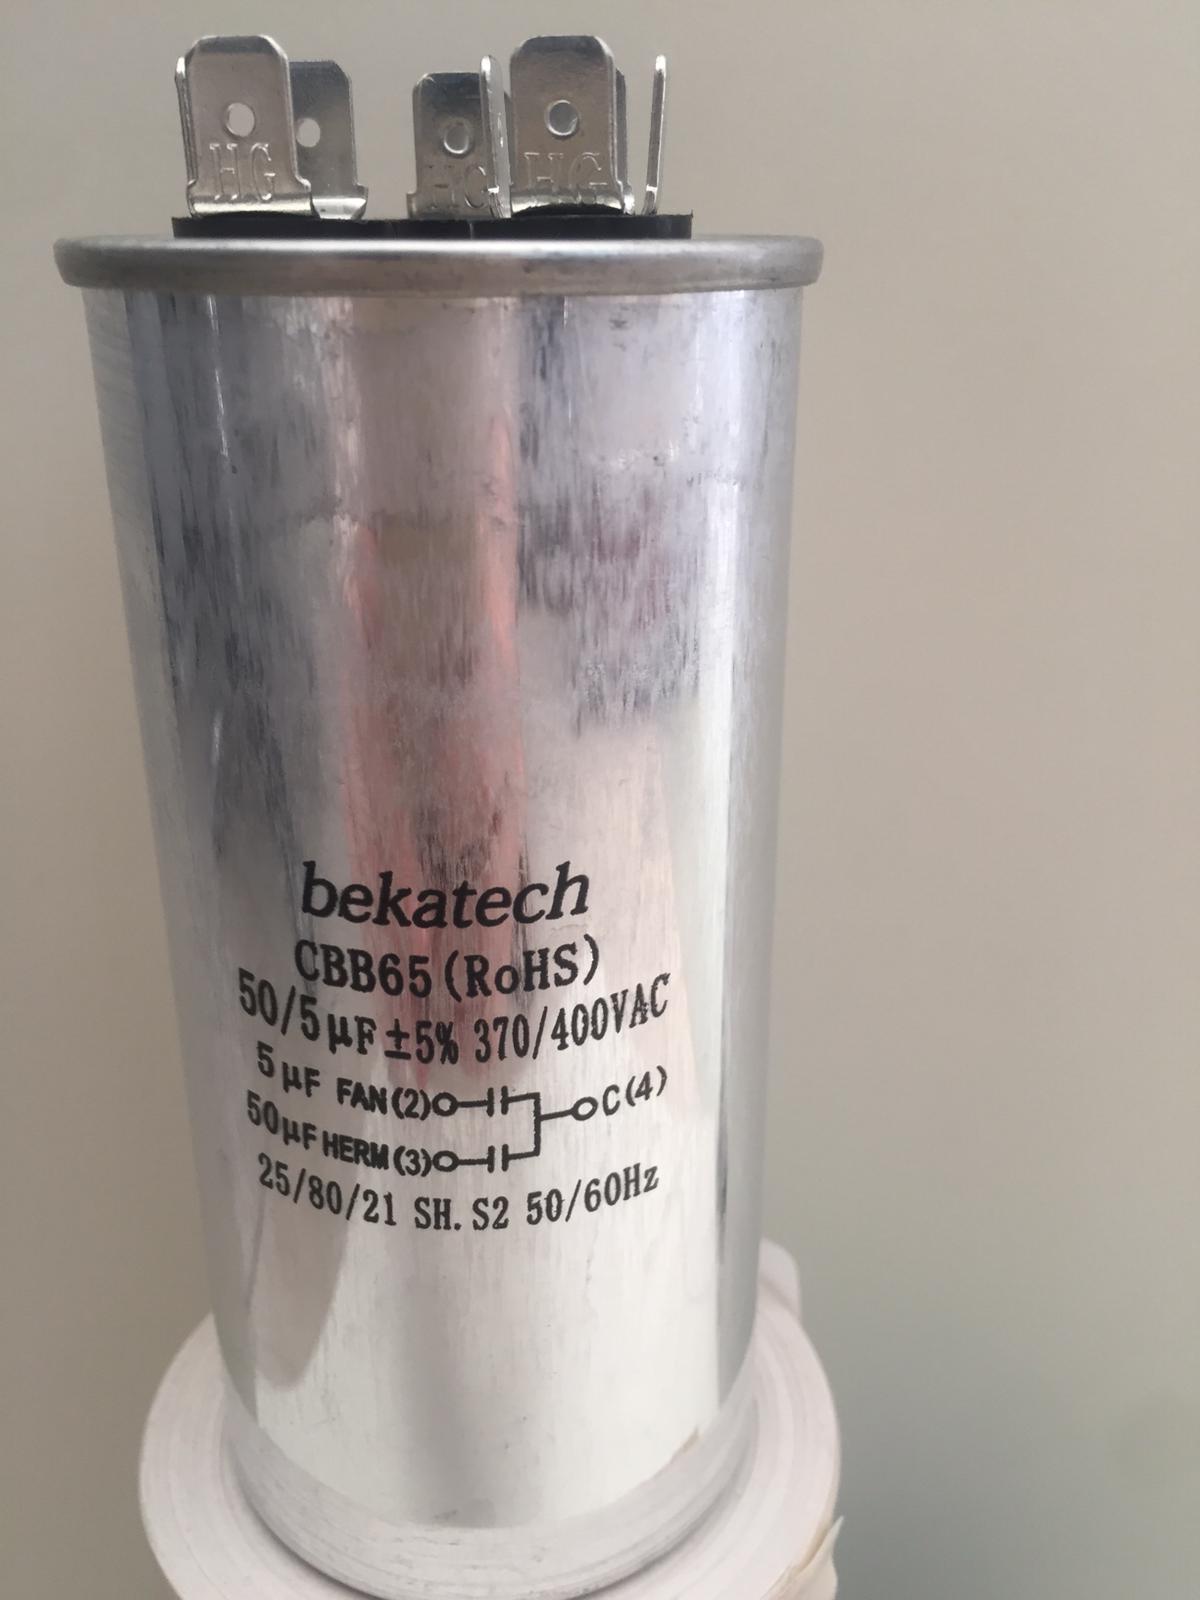 HG HG HG
bekatech
CBB65(RoHS)
50/5μF±5% 370/400VAC
5μF FAN(2) C(4)
50μF HERM(3)
25/80/21 SH. S2 50/60Hz